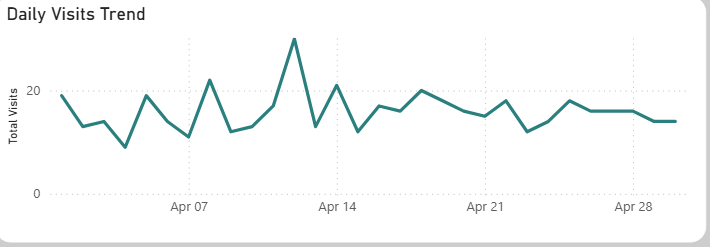 Daily Visits Trend
Total Visits
20
0
Apr 07
Apr 14
Apr 21
Apr 28